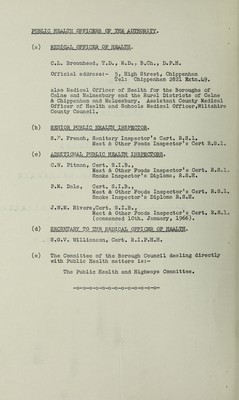 PUBLIC HEALTH OFFICERS OF THE AUTHORITY.
(a) MEDICAL OFFICER OF HEALTH.
C.L. Broomhead, T.D., M.D., B.Ch., D.P.H.
Official address:- 5, High Street, Chippenham
Tel: Chippenham 2821 Extn.49.
also Medical Officer of Health for the Boroughs of
Calne and Malmesbury and the Rural Districts of Calne
& Chippenham and Malmesbury. Assistant County Medical
Officer of Health and Schools Medical Officer, Wiltshire
County Council.
(b) SENIOR PUBLIC HEALTH INSPECTOR.
French, Sanitary Inspector's Cert. R.S.I.
Meat & Other Foods Inspector's Cert R.S.I.
(c) ADDITIONAL PUBLIC HEALTH INSPECTORS.
C.W. Pitman, Cert. S.I.B.,
Meat & Other Foods Inspector's Cert. R.S.I.
Smoke Inspector's Diploma R.S.H.
P.N. Dale, Cert. S.I.B.,
Meat & Other Foods Inspector's Cert. R.S.I.
Smoke Inspector's Diploma R.S.H.
Rivers, Cert. S.I.B.,
Meat & Other Foods Inspector's Cert. R.S.I.
(commenced 10th. January, 1966).
(d) SECRETARY TO THE MEDICAL OFFICER OF HEALTH.
Williamson, Cert. R.I.P.H.H.
(e) The Committee of the Borough Council dealing directly
with Public Health matters is:-
The Public Health and Highways Committee.